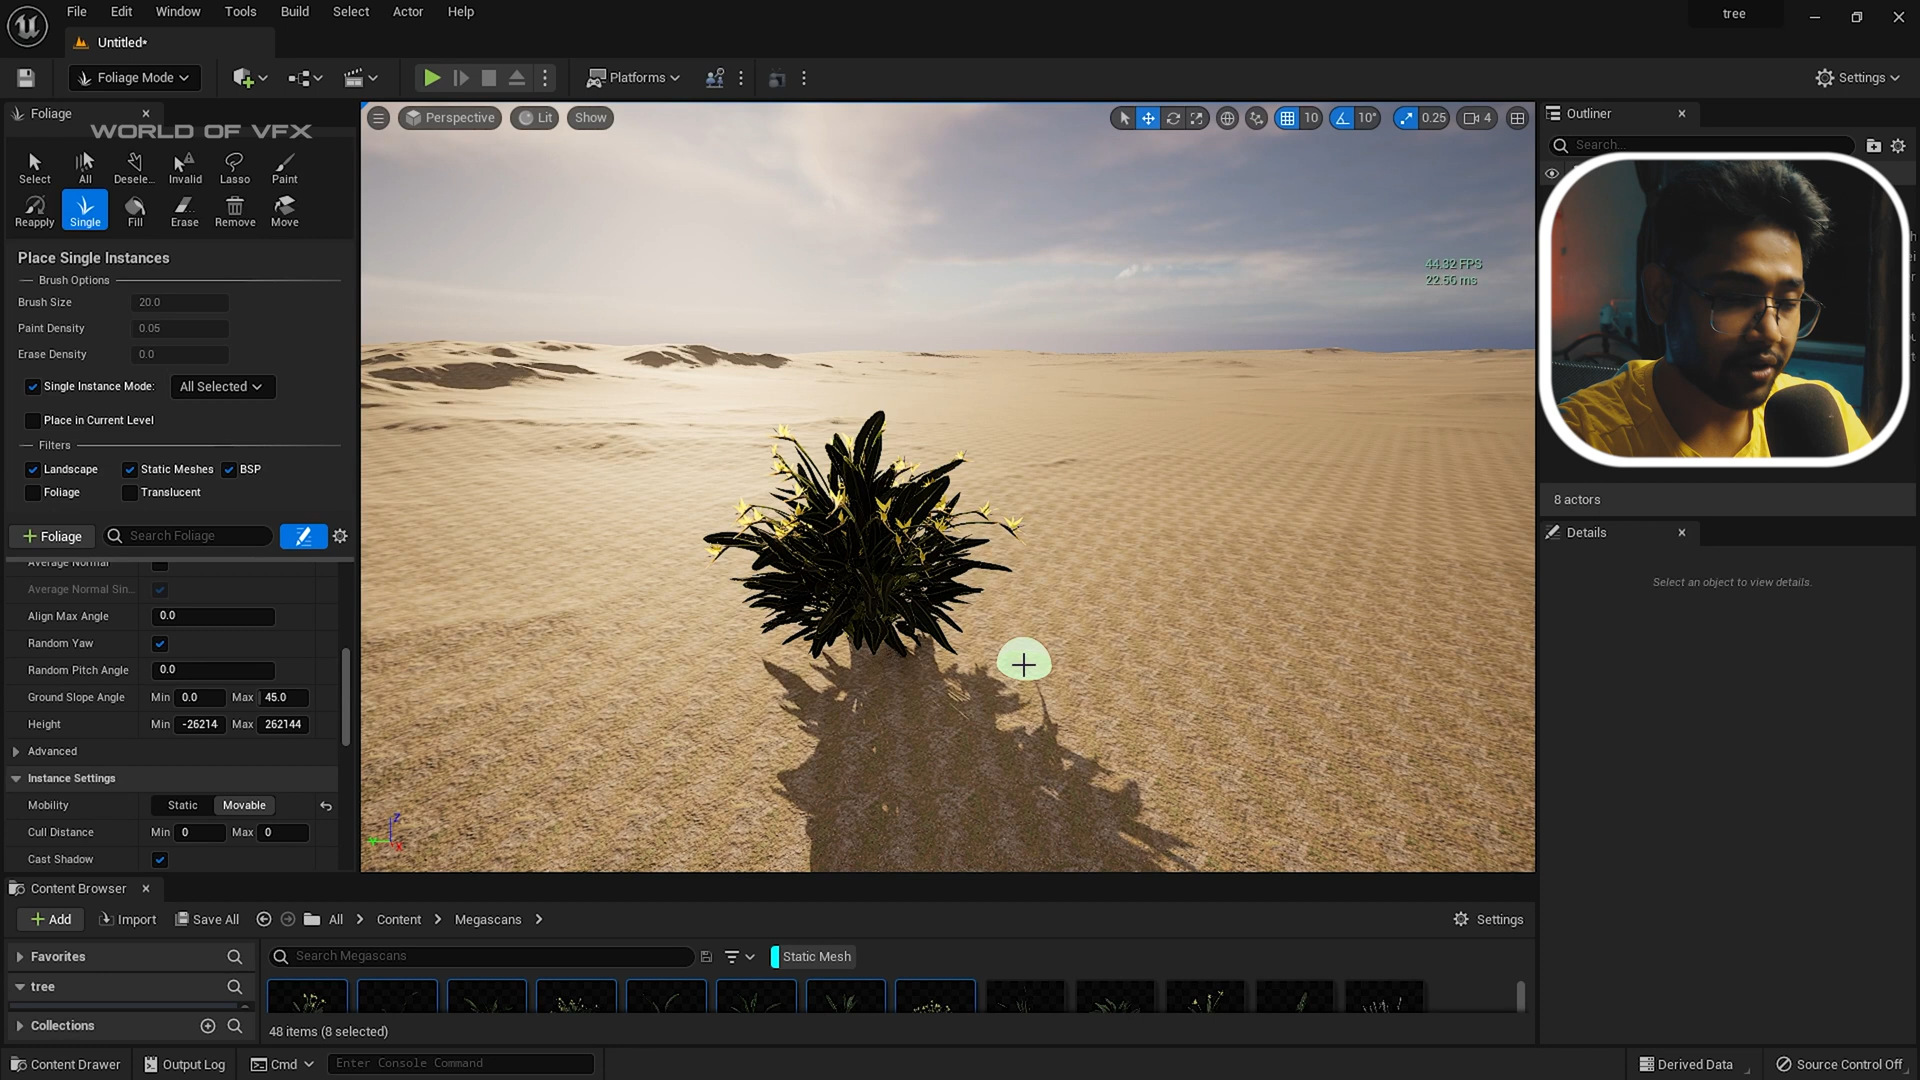 File Edit View Window Tools Build Select Actor Help
tree
Untitled*
Foliage Mode
Platforms
Settings
Foliage
WORLD OF VFX
Select All Desele... Invalid Lasso Paint
Reapply Single Fill Erase Remove Move
Place Single Instances
Brush Options
Brush Size 20.0
Paint Density 0.05
Erase Density 0.0
Single Instance Mode: All Selected
Place in Current Level
Filters
Landscape Static Meshes BSP
Foliage Translucent
Foliage Search Foliage
Average Normal
Average Normal Sin...
Align Max Angle 0.0
Random Yaw
Random Pitch Angle 0.0
Ground Slope Angle Min 0.0 Max 45.0
Height Min -26214 Max 262144
Advanced
Instance Settings
Mobility Static Movable
Cull Distance Min 0 Max 0
Cast Shadow
Perspective Lit Show
10 10° 0.25 4
44.32 FPS
22.56 ms
Z
Outliner
Search...
8 actors
Details
Select an object to view details.
Content Browser
Add Import Save All All Content Megascans Settings
Favorites
tree
Collections
Search Megascans
Static Mesh
48 items (8 selected)
Content Drawer Output Log Cmd Enter Console Command Derived Data Source Control Off